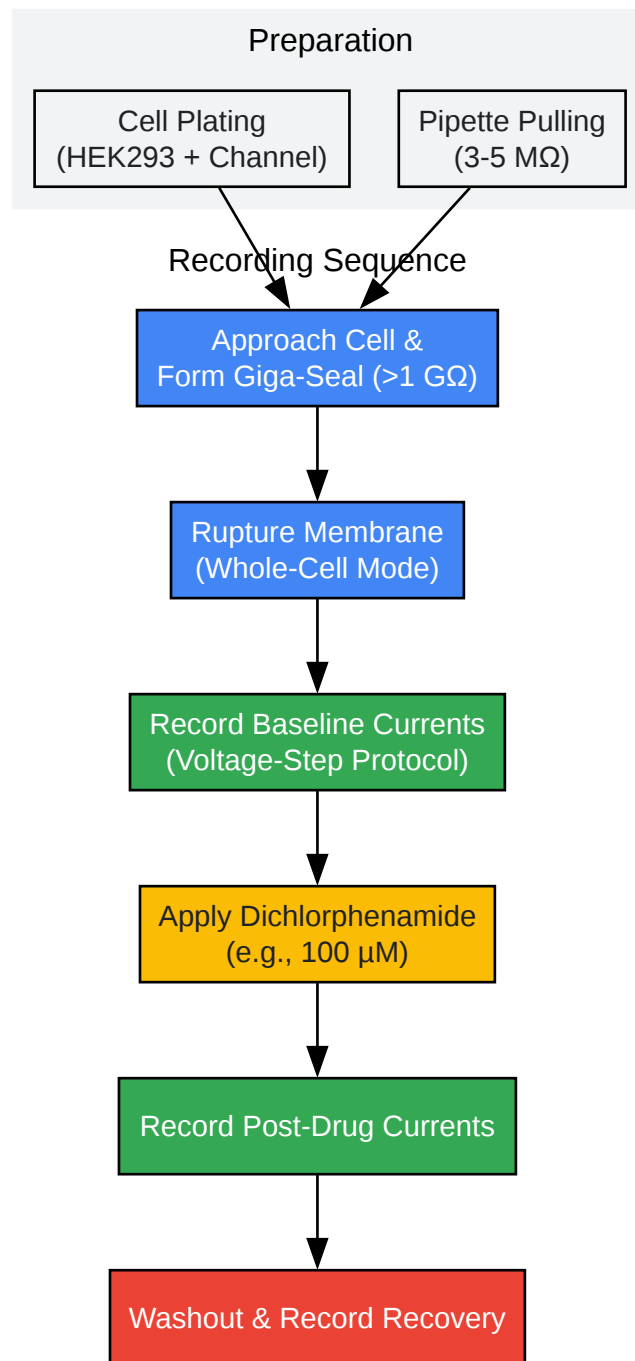 Preparation
Cell Plating
(HEK293 + Channel)
Pipette Pulling
(3-5 MΩ)
Recording Sequence
Approach Cell &
Form Giga-Seal (>1 GΩ)
Rupture Membrane
(Whole-Cell Mode)
Record Baseline Currents
(Voltage-Step Protocol)
Apply Dichlorphenamide
(e.g., 100 µM)
Record Post-Drug Currents
Washout & Record Recovery